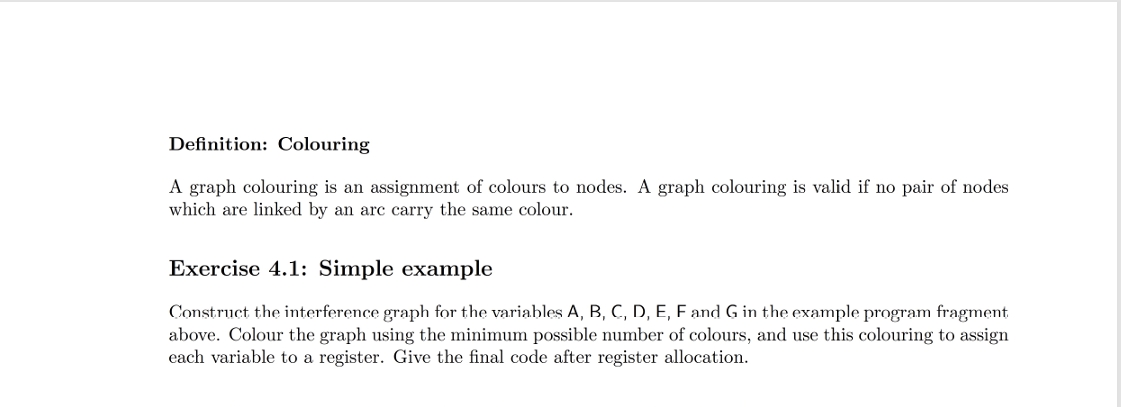 Definition: Colouring
A graph colouring is an assignment of colours to nodes. A graph colouring is valid if no pair of nodes
which are linked by an arc carry the same colour.
Exercise 4.1: Simple example
Construct the interference graph for the variables A, B, C, D, E, F and G in the example program fragment
above. Colour the graph using the minimum possible number of colours, and use this colouring to assign
each variable to a register. Give the final code after register allocation.